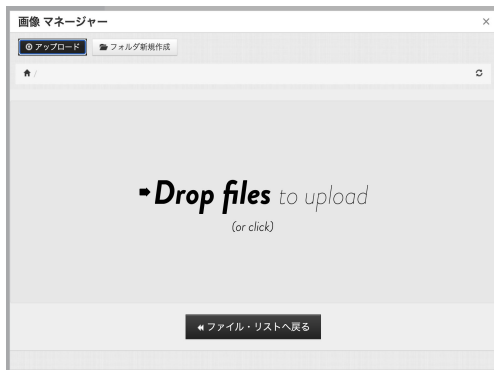 画像 マネージャー
×
アップロード フォルダ新規作成
/
Drop files to upload
(or click)
ファイル・リストへ戻る